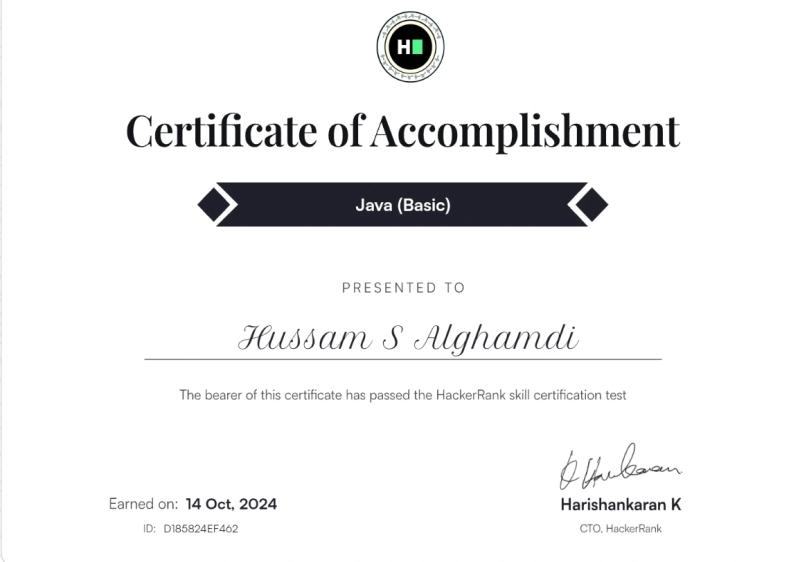 H
Certificate of Accomplishment
Java (Basic)
PRESENTED TO
Hussam S Alghamdi
The bearer of this certificate has passed the HackerRank skill certification test
Earned on: 14 Oct, 2024
ID: D185824EF462
Harishankaran K
CTO, HackerRank